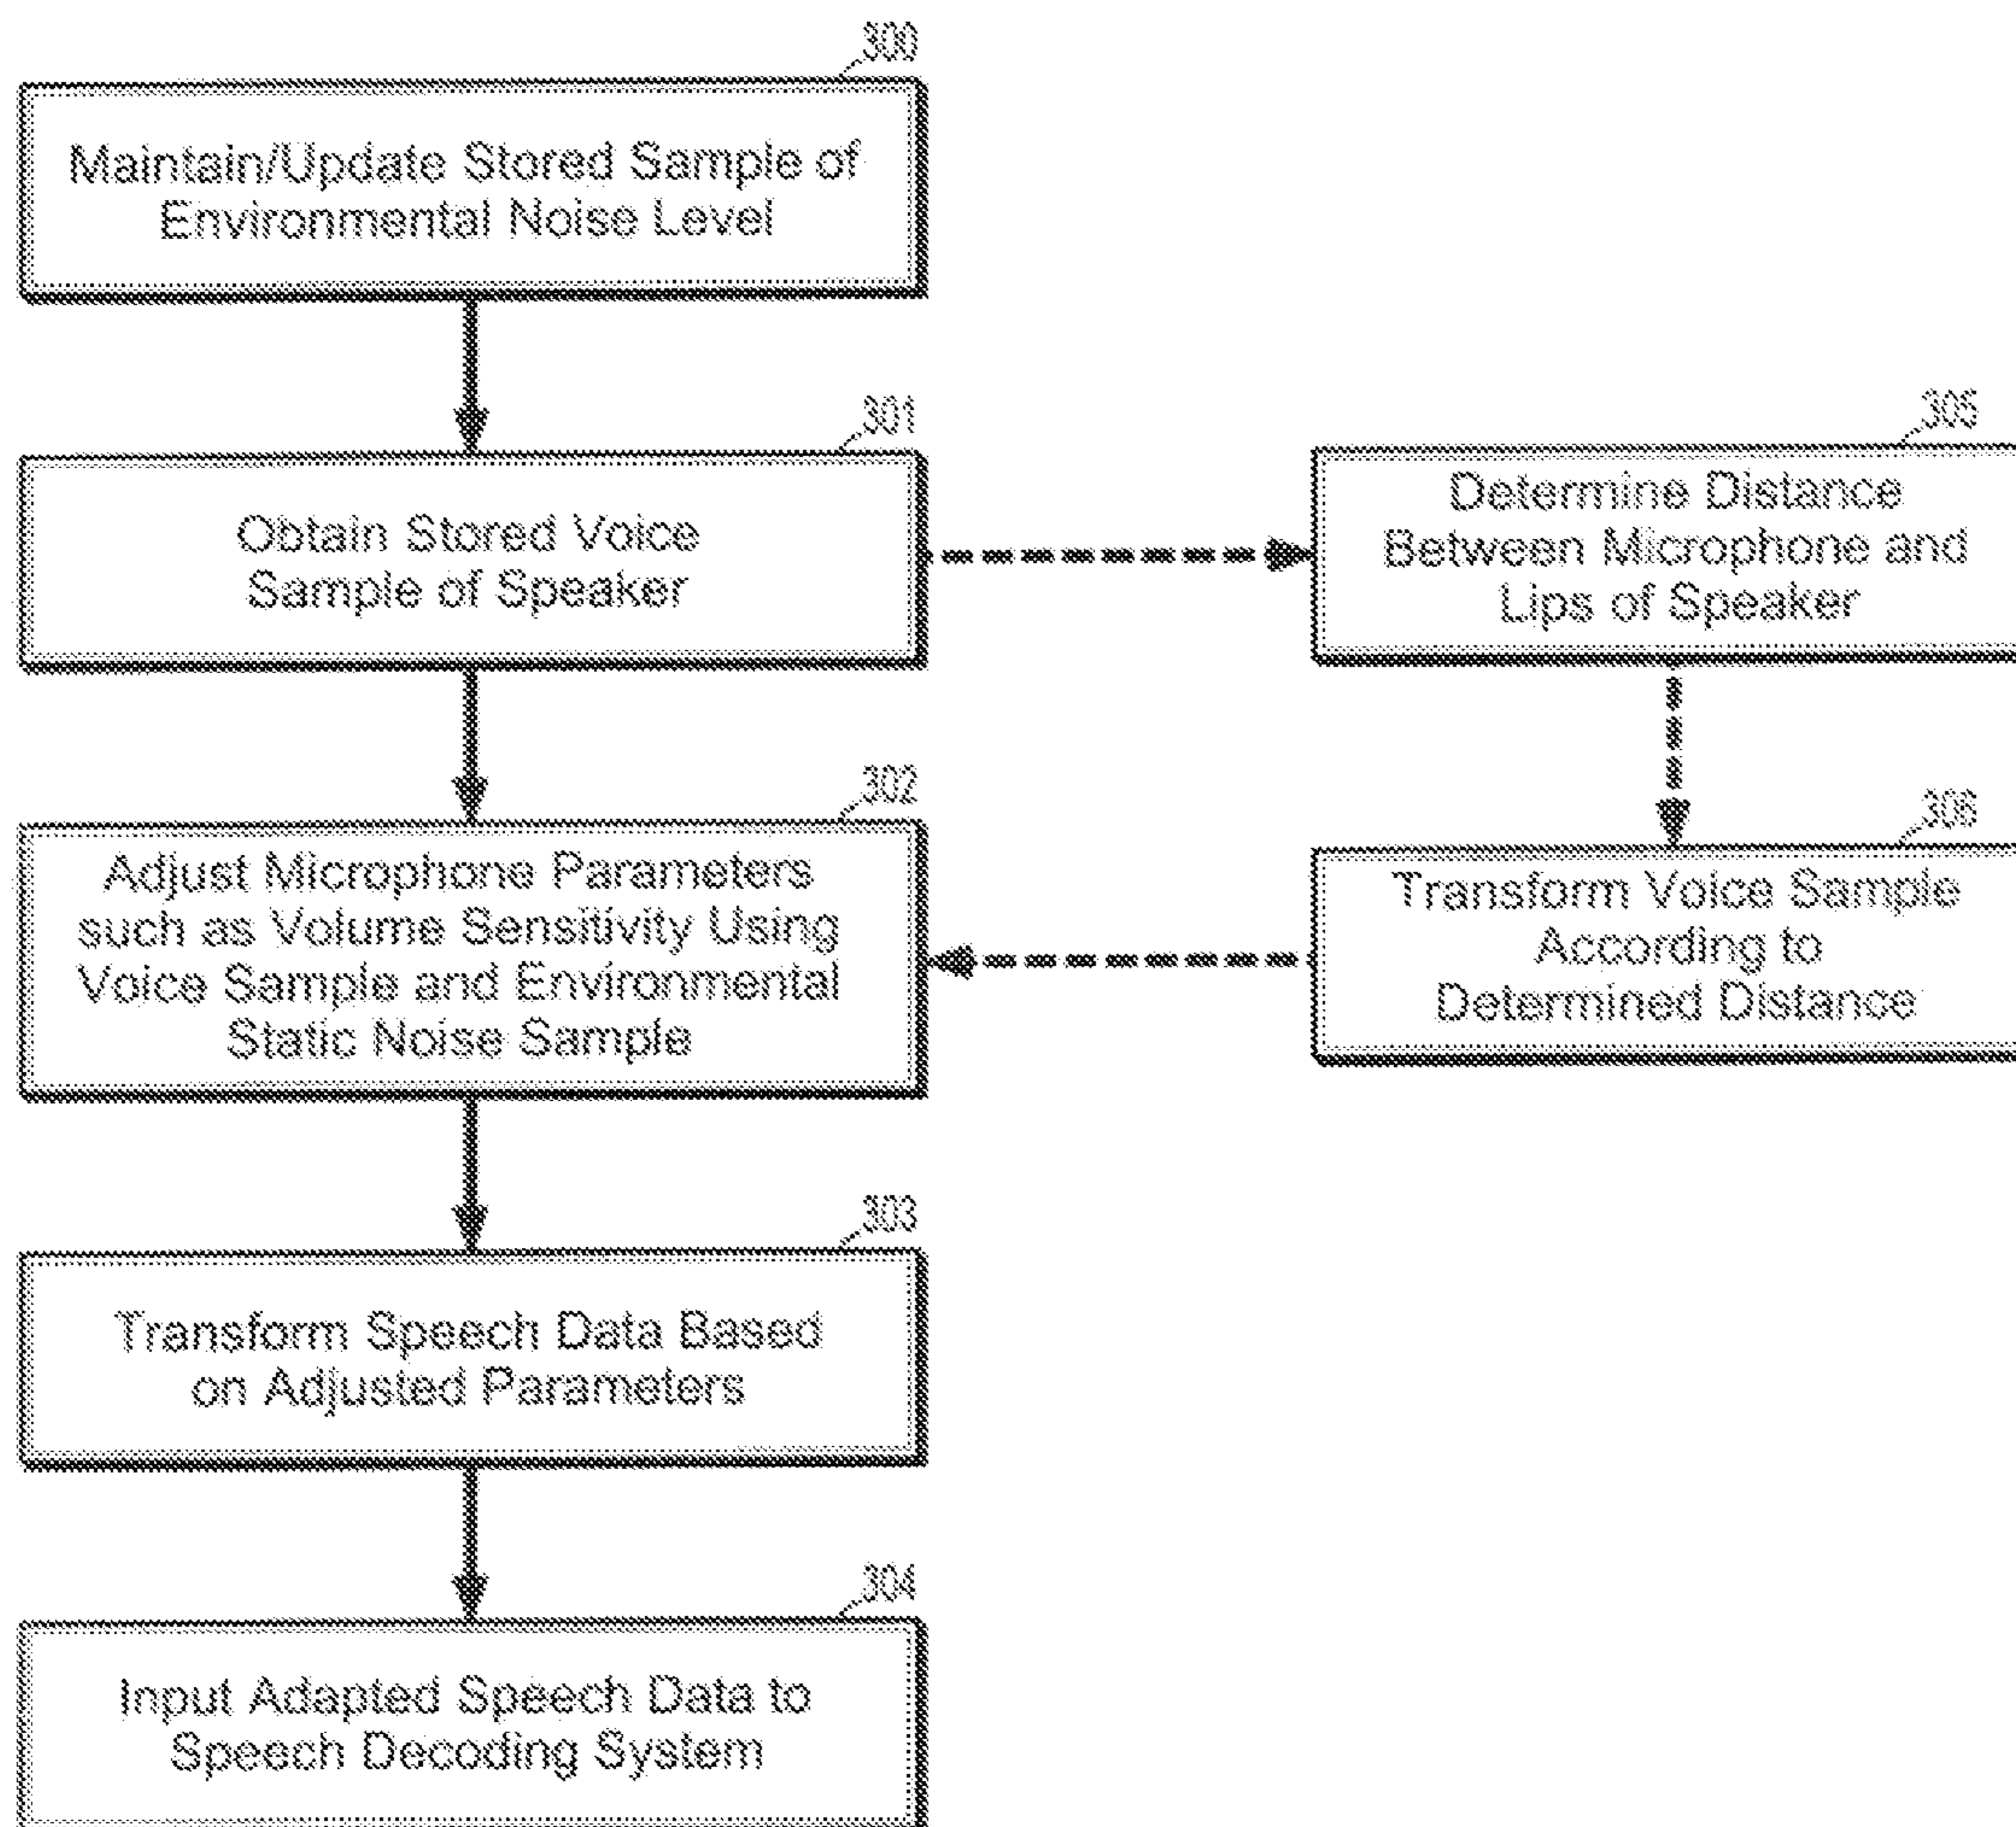 300
Maintain/Update Stored Sample of
Environmental Noise Level
301
Obtain Stored Voice
Sample of Speaker
305
Determine Distance
Between Microphone and
Lips of Speaker
302
Adjust Microphone Parameters
such as Volume Sensitivity Using
Voice Sample and Environmental
Static Noise Sample
306
Transform Voice Sample
According to
Determined Distance
303
Transform Speech Data Based
on Adjusted Parameters
304
Input Adapted Speech Data to
Speech Decoding System